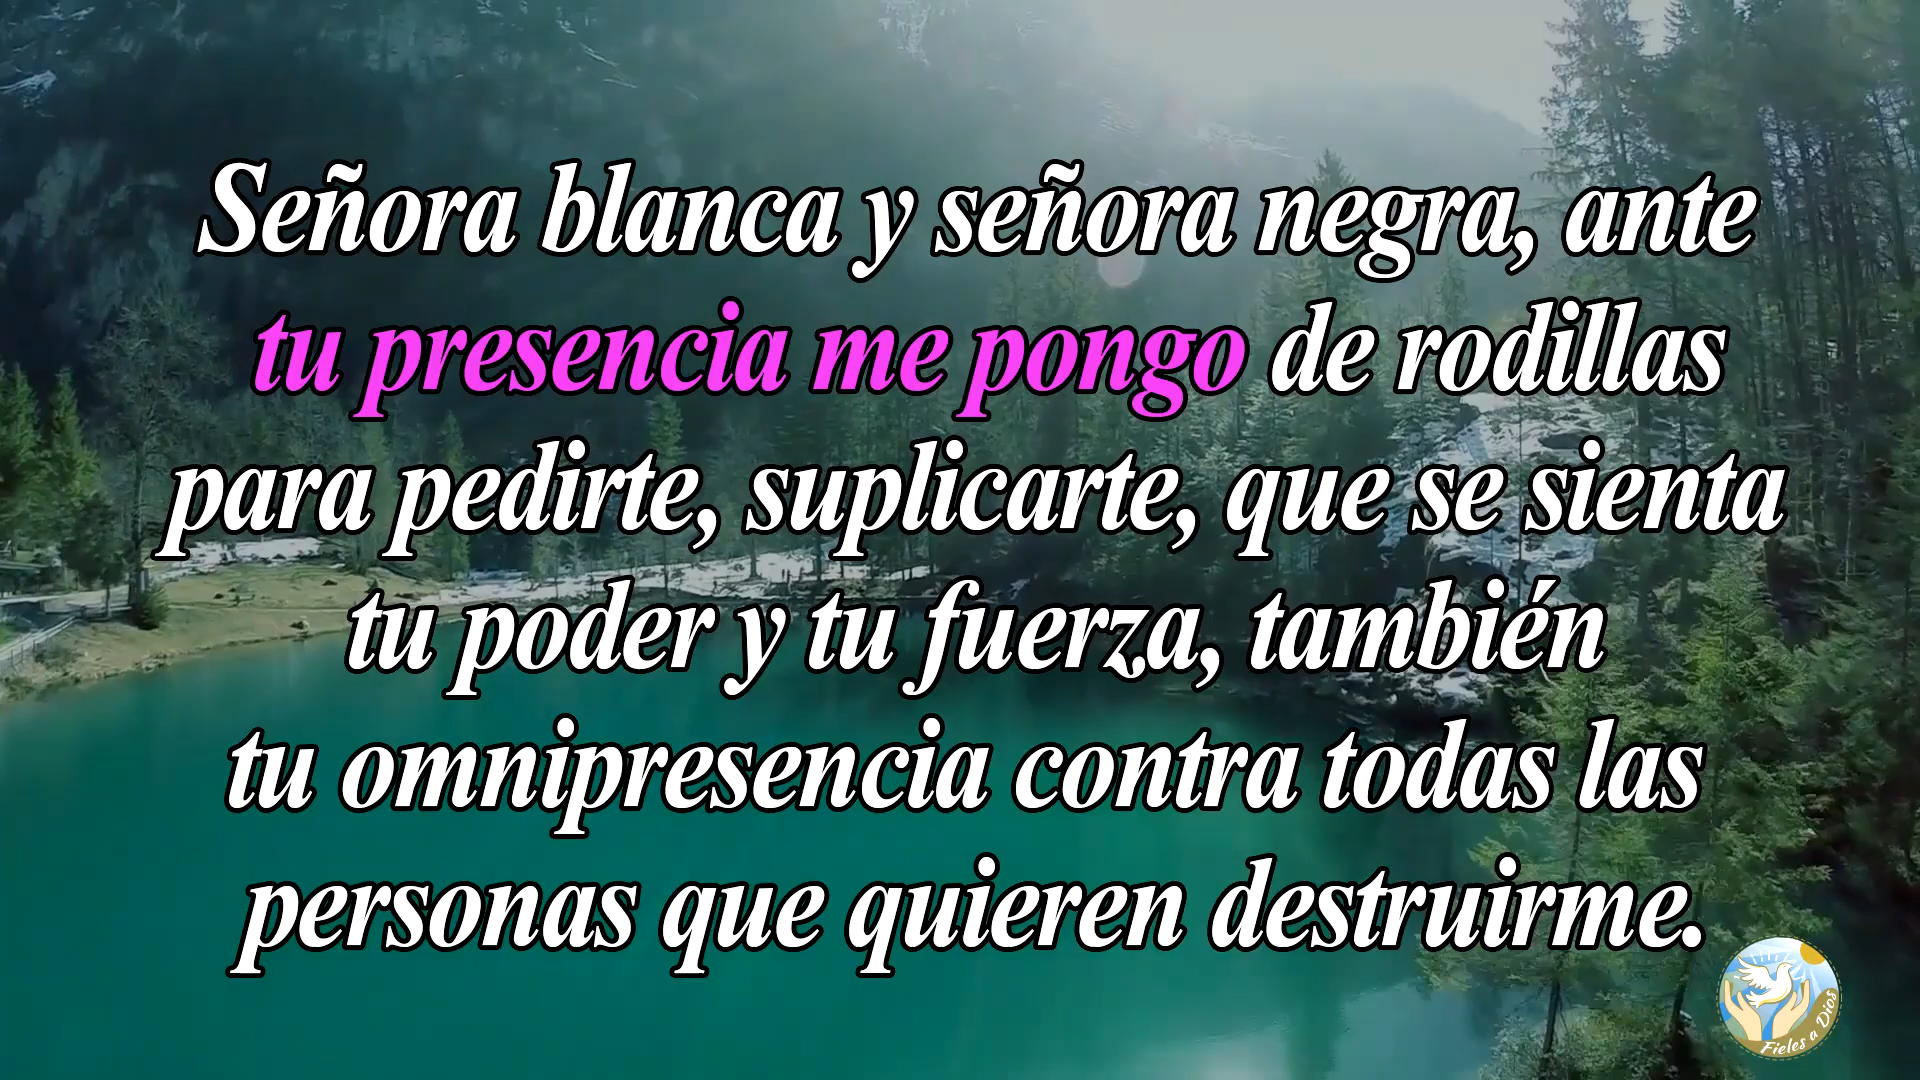 Señora blanca y señora negra, ante
tu presencia me pongo de rodillas
para pedirte, suplicarte, que se sienta
tu poder y tu fuerza, también
tu omnipresencia contra todas las
personas que quieren destruirme.
Fieles a Dios